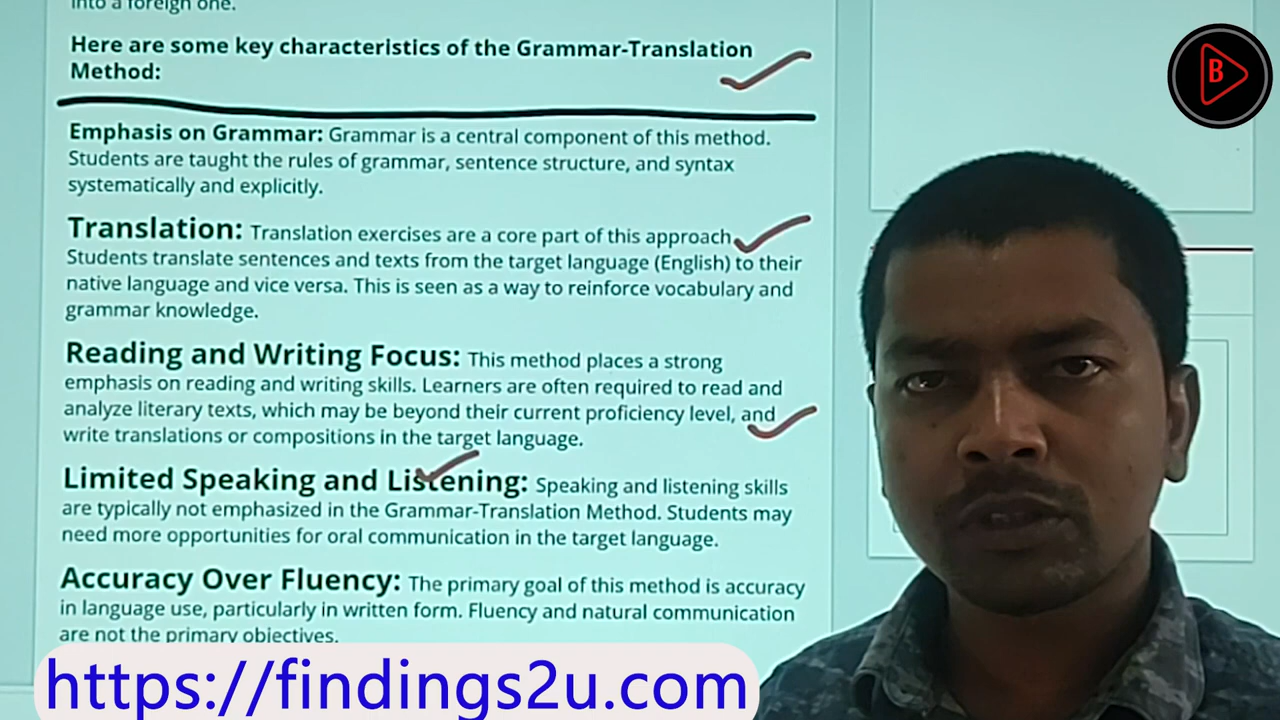 into a foreign one.
Here are some key characteristics of the Grammar-Translation
Method:
Emphasis on Grammar: Grammar is a central component of this method.
Students are taught the rules of grammar, sentence structure, and syntax
systematically and explicitly.
Translation: Translation exercises are a core part of this approach
Students translate sentences and texts from the target language (English) to their
native language and vice versa. This is seen as a way to reinforce vocabulary and
grammar knowledge.
Reading and Writing Focus: This method places a strong
emphasis on reading and writing skills. Learners are often required to read and
analyze literary texts, which may be beyond their current proficiency level, and
write translations or compositions in the target language.
Limited Speaking and Listening: Speaking and listening skills
are typically not emphasized in the Grammar-Translation Method. Students may
need more opportunities for oral communication in the target language.
Accuracy Over Fluency: The primary goal of this method is accuracy
in language use, particularly in written form. Fluency and natural communication
are not the primary objectives.
https://findings2u.com
B